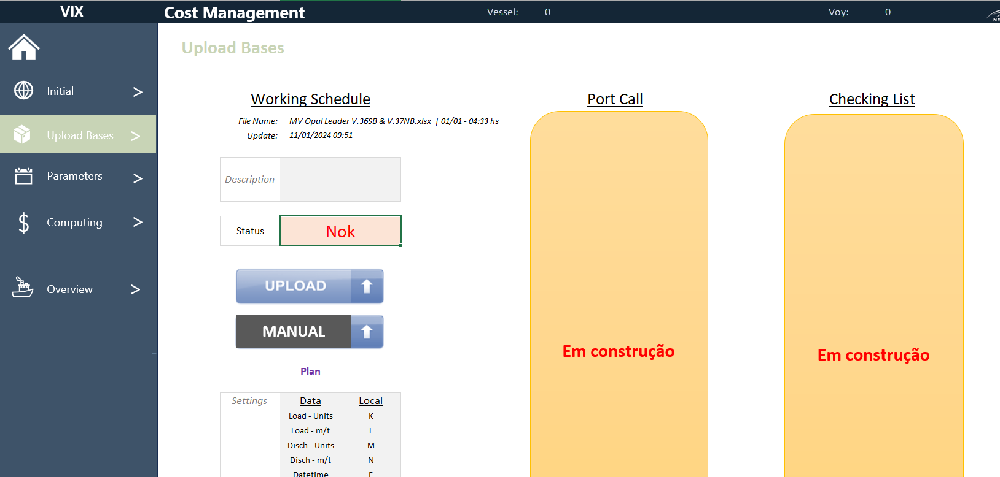 VIX
Cost Management
Vessel: 0
Voy: 0
Initial >
Upload Bases >
Parameters >
Computing >
Overview >
Upload Bases
Working Schedule
File Name: MV Opal Leader V.36SB & V.37NB.xlsx | 01/01 - 04:33 hs
Update: 11/01/2024 09:51
Description
Status Nok
UPLOAD
MANUAL
Plan
Settings Data Local
Load - Units K
Load - m/t L
Disch - Units M
Disch - m/t N
Datetime F
Port Call
Em construção
Checking List
Em construção